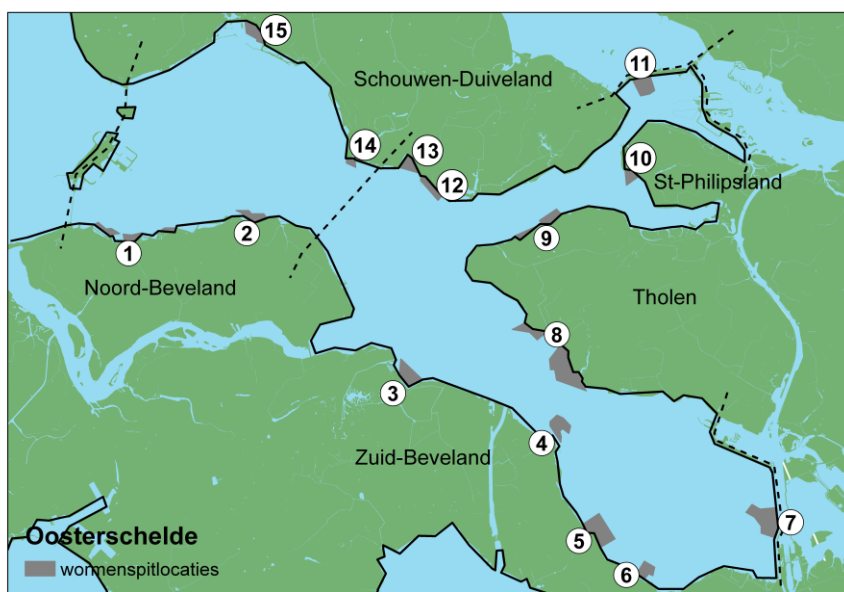 15
11
Schouwen-Duiveland
14
13
10
12
St-Philipsland
1
2
9
Noord-Beveland
Tholen
8
3
4
Zuid-Beveland
Oosterschelde
5
7
wormenspitlocaties
6